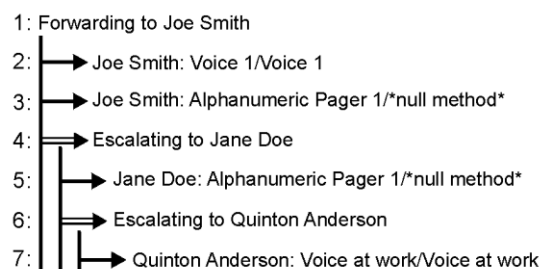 1: Forwarding to Joe Smith
2: Joe Smith: Voice 1/Voice 1
3: Joe Smith: Alphanumeric Pager 1/*null method*
4: Escalating to Jane Doe
5: Jane Doe: Alphanumeric Pager 1/*null method*
6: Escalating to Quinton Anderson
7: Quinton Anderson: Voice at work/Voice at work